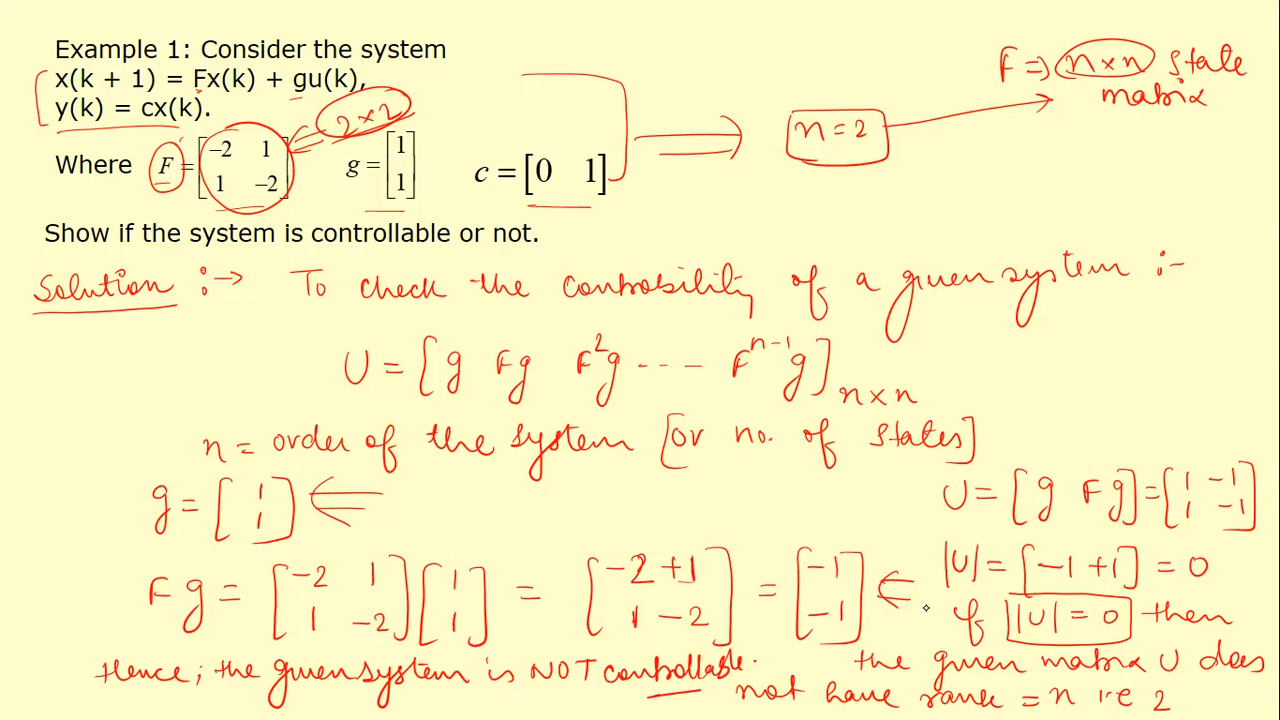 Example 1: Consider the system
x(k + 1) = Fx(k) + gu(k),
y(k) = cx(k).
F ⇒ n×n state
matrix
2×2
n = 2
Where F = [-2 1; 1 -2] g = [1; 1] c = [0 1]
Show if the system is controllable or not.
Solution :→ To check the controbility of a given system :-
U = [g Fg F²g --- F^{n-1}g] n×n
n = order of the system [or no. of states]
g = [1; 1] ⇐
U = [g Fg] = [1 -1; 1 -1]
Fg = [-2 1; 1 -2] [1; 1] = [-2+1; 1-2] = [-1; -1] ⇐
|U| = [-1+1] = 0
If |U| = 0 then
the given matrix U does
not have rank = n i.e 2
Hence; the given system is NOT controllable.